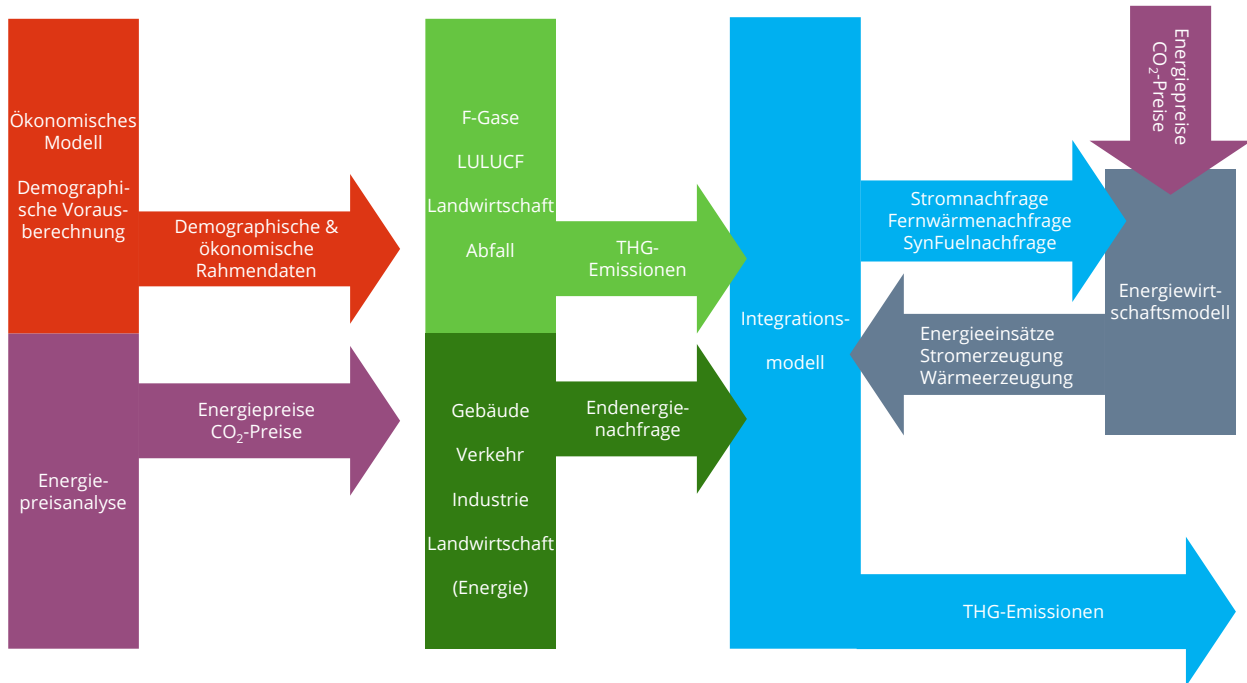 Ökonomisches
Modell
Demographi-
sche Voraus-
berechnung
Demographische &
ökonomische
Rahmendaten
Energie-
preisanalyse
Energiepreise
CO₂-Preise
F-Gase
LULUCF
Landwirtschaft
Abfall
THG-
Emissionen
Gebäude
Verkehr
Industrie
Landwirtschaft
(Energie)
Endenergie-
nachfrage
Integrations-
modell
Stromnachfrage
Fernwärmenachfrage
SynFuelnachfrage
Energiepreise
CO₂-Preise
Energiewirt-
schaftsmodell
Energieeinsätze
Stromerzeugung
Wärmeerzeugung
THG-Emissionen